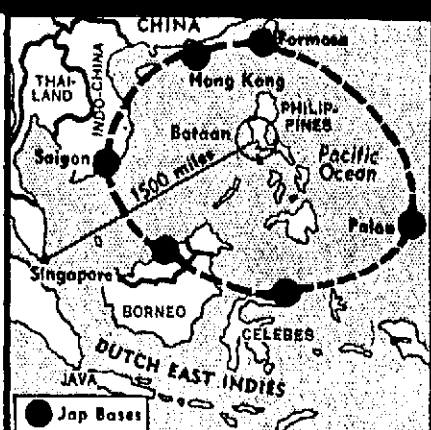 CHINA
Formosa
Hong Kong
THAI-
LAND
INDO-CHINA
PHILIP-
PINES
Bataan
Pacific
Ocean
Saigon
1500 miles
Palau
Singapore
BORNEO
CELEBES
DUTCH EAST INDIES
JAVA
Jap Bases